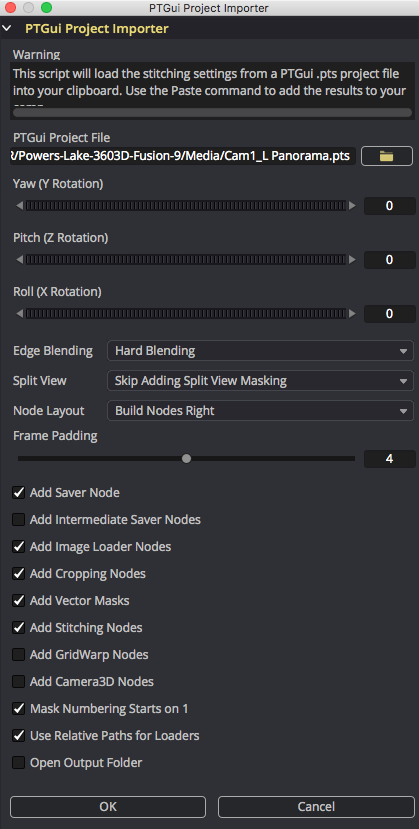 PTGui Project Importer
PTGui Project Importer
Warning
This script will load the stitching settings from a PTGui .pts project file
into your clipboard. Use the Paste command to add the results to your
comp.
PTGui Project File
/Powers-Lake-3603D-Fusion-9/Media/Cam1_L Panorama.pts
Yaw (Y Rotation)
0
Pitch (Z Rotation)
0
Roll (X Rotation)
0
Edge Blending Hard Blending
Split View Skip Adding Split View Masking
Node Layout Build Nodes Right
Frame Padding
4
Add Saver Node
Add Intermediate Saver Nodes
Add Image Loader Nodes
Add Cropping Nodes
Add Vector Masks
Add Stitching Nodes
Add GridWarp Nodes
Add Camera3D Nodes
Mask Numbering Starts on 1
Use Relative Paths for Loaders
Open Output Folder
OK Cancel